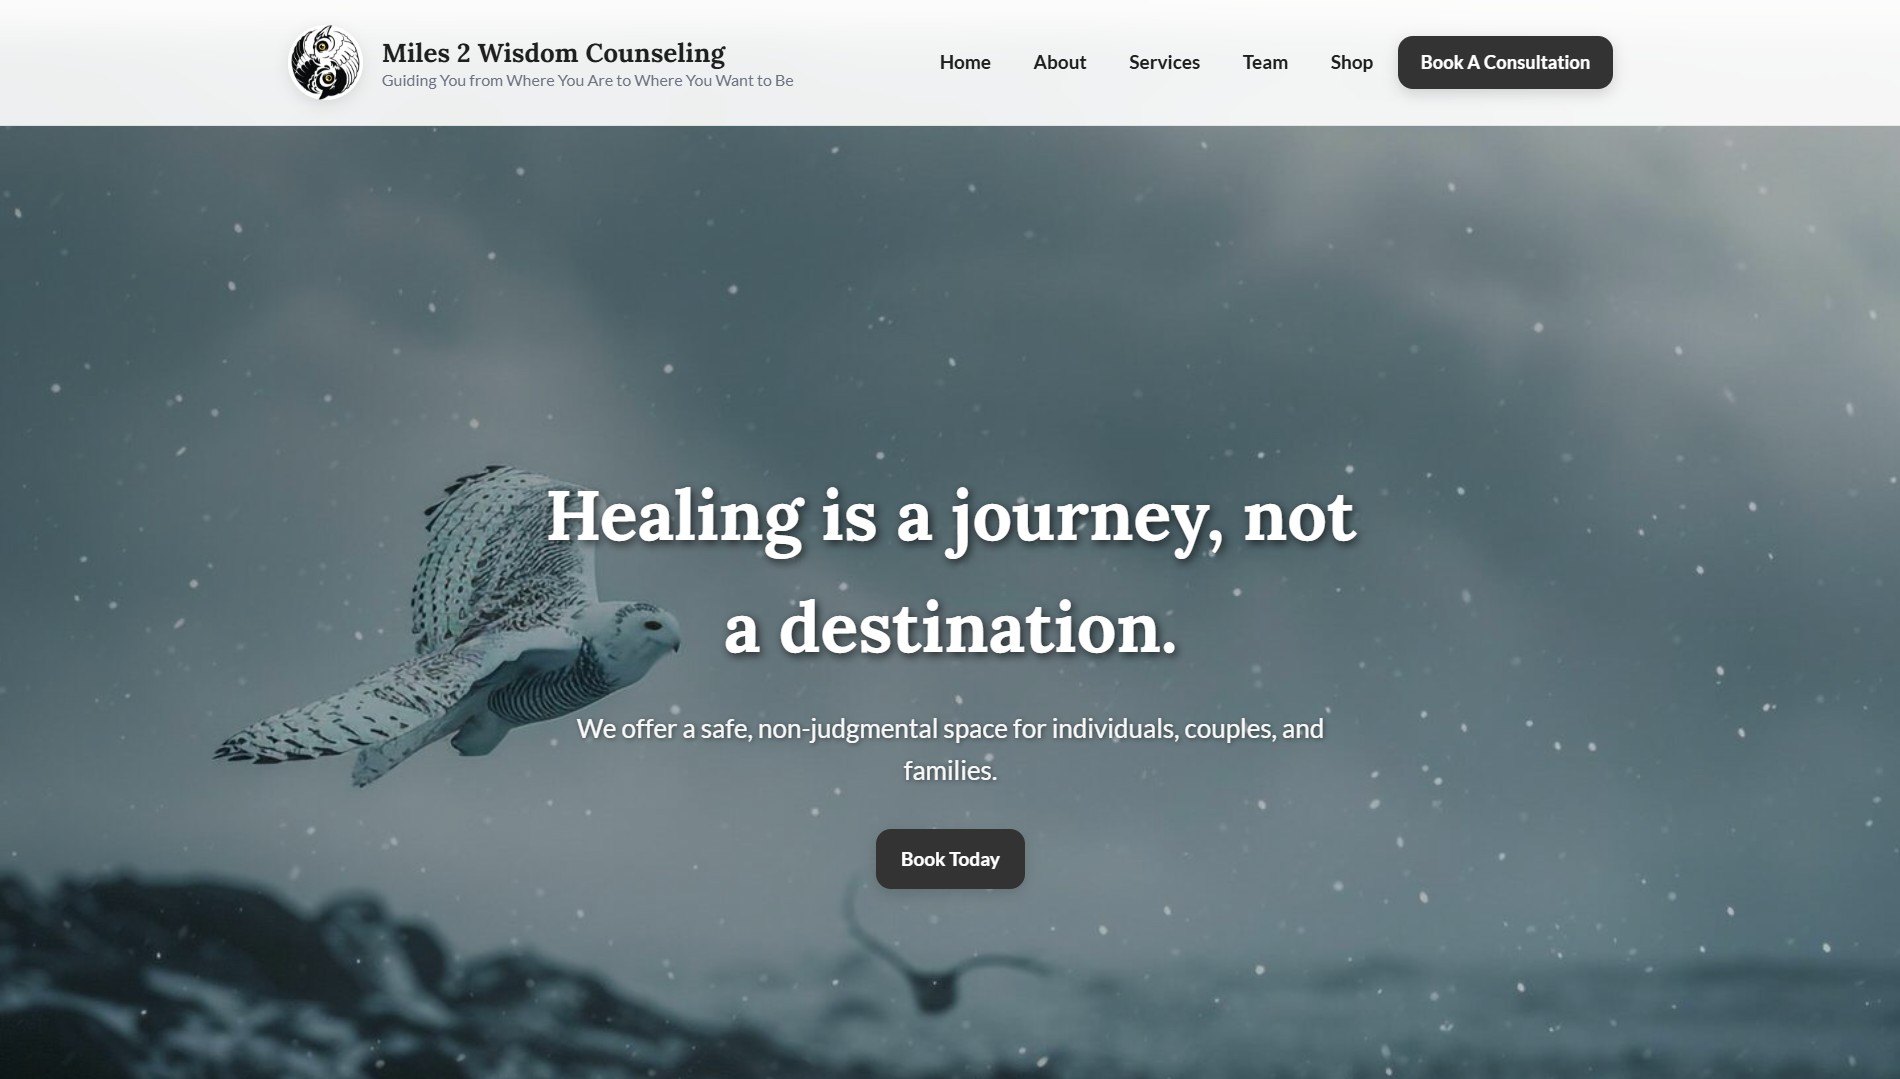 Miles 2 Wisdom Counseling
Guiding You from Where You Are to Where You Want to Be
Home
About
Services
Team
Shop
Book A Consultation
Healing is a journey, not
a destination.
We offer a safe, non-judgmental space for individuals, couples, and
families.
Book Today